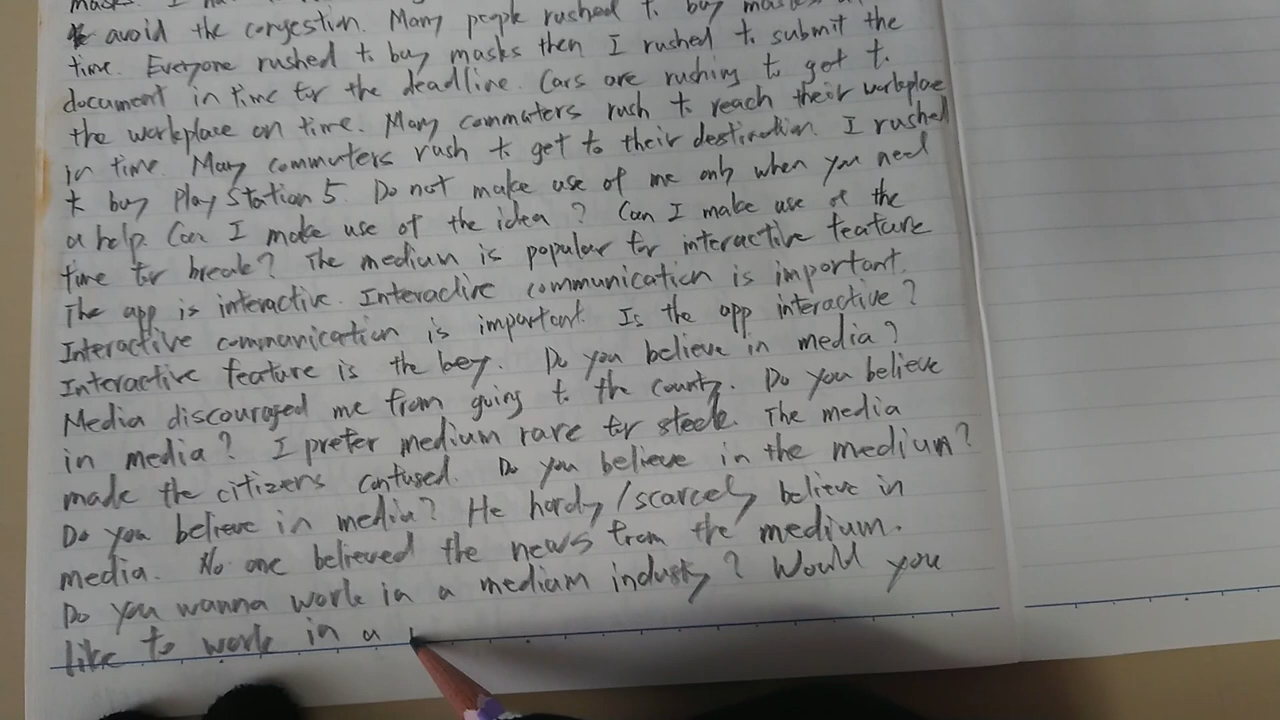 avoid the congestion. Many people rushed to buy
time. Everyone rushed to buy masks then I rushed to submit the
document in time for the deadline. Cars are rushing to get t.
the workplace on time. Many commuters rush to reach their workplace
in time. Many commuters rush to get to their destination I rushed
to buy PlayStation 5. Do not make use of me only when you need
a help. Can I make use of the idea? Can I make use of the
time for break? The medium is popular for interactive feature
The app is interactive. Interactive communication is important.
Interactive communication is important. Is the app interactive?
Interactive feature is the key. Do you believe in media?
Media discouraged me from going to the country. Do you believe
in media? I prefer medium rare for steak. The media
made the citizens confused. Do you believe in the medium?
Do you believe in media? He hardly/scarcely believe in
media. No one believed the news from the medium.
Do you wanna work in a medium industry? Would you
like to work in a